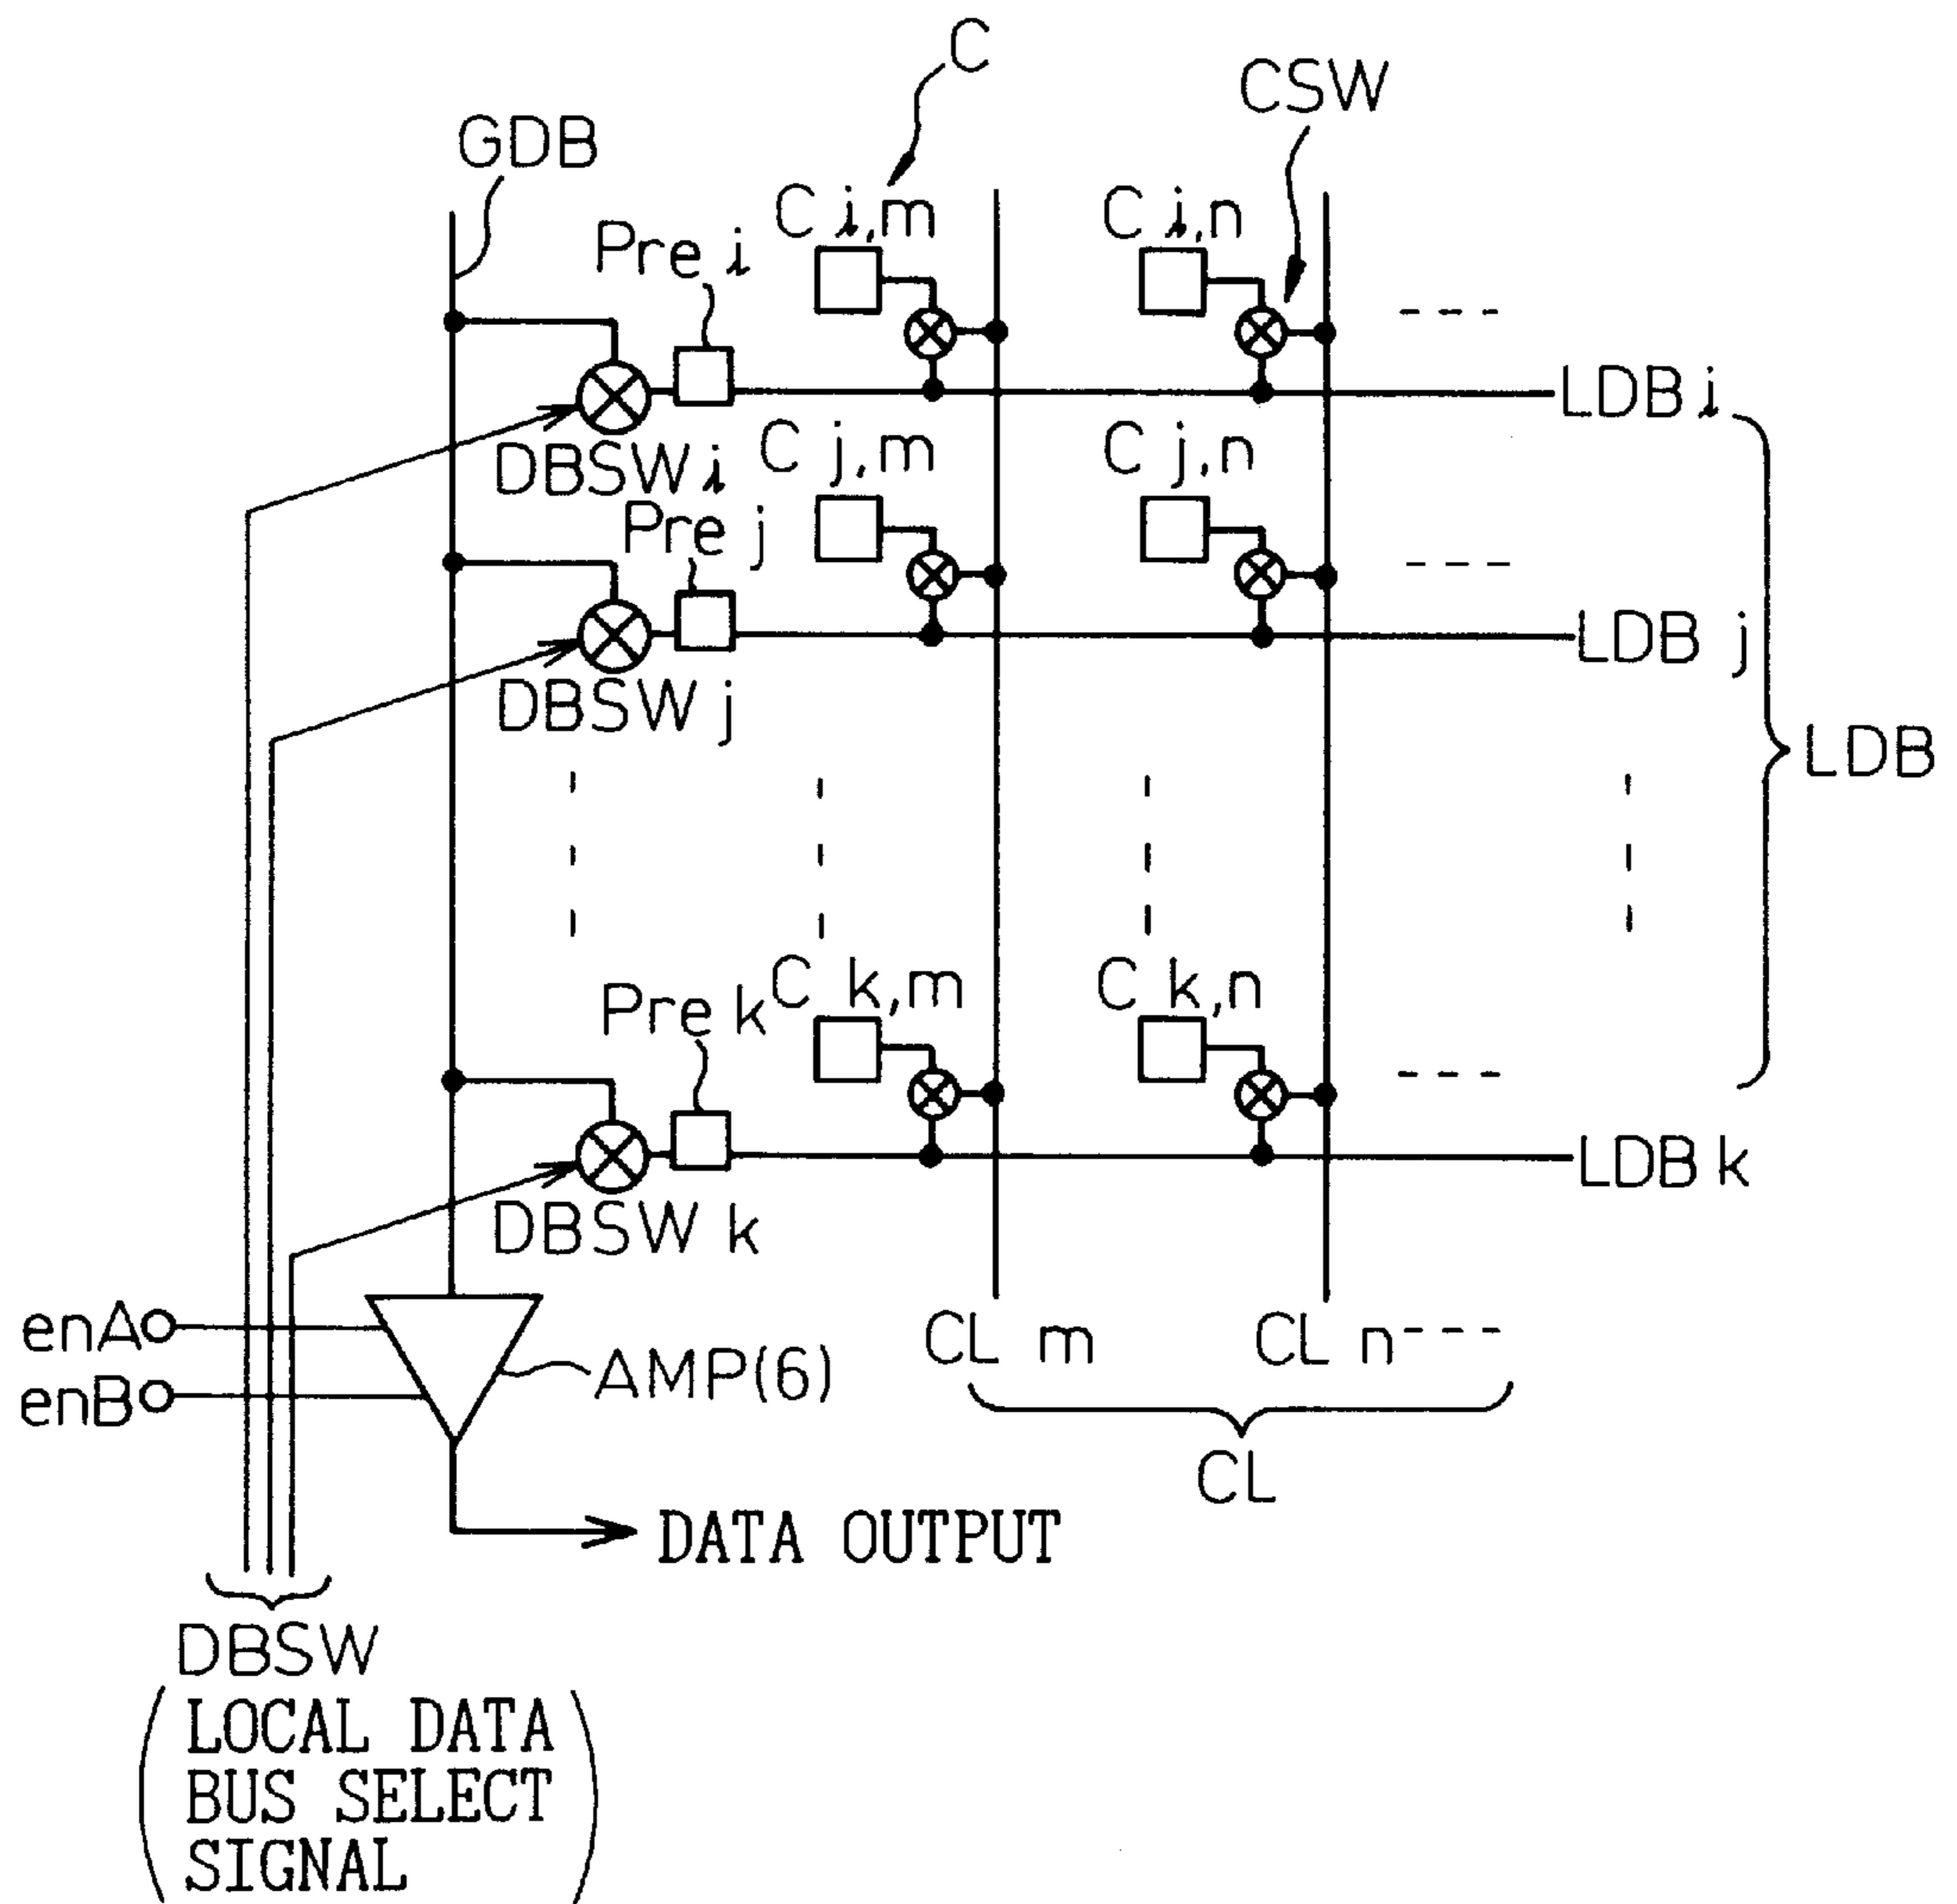 C
CSW
GDB
C i,m
C i,n
Pre i
LDB i
DBSW i
C j,m
C j,n
Pre j
LDB j
DBSW j
LDB
C k,m
C k,n
Pre k
LDB k
DBSW k
enA
CL m
CL n
AMP(6)
enB
CL
DATA OUTPUT
DBSW
LOCAL DATA
BUS SELECT
SIGNAL